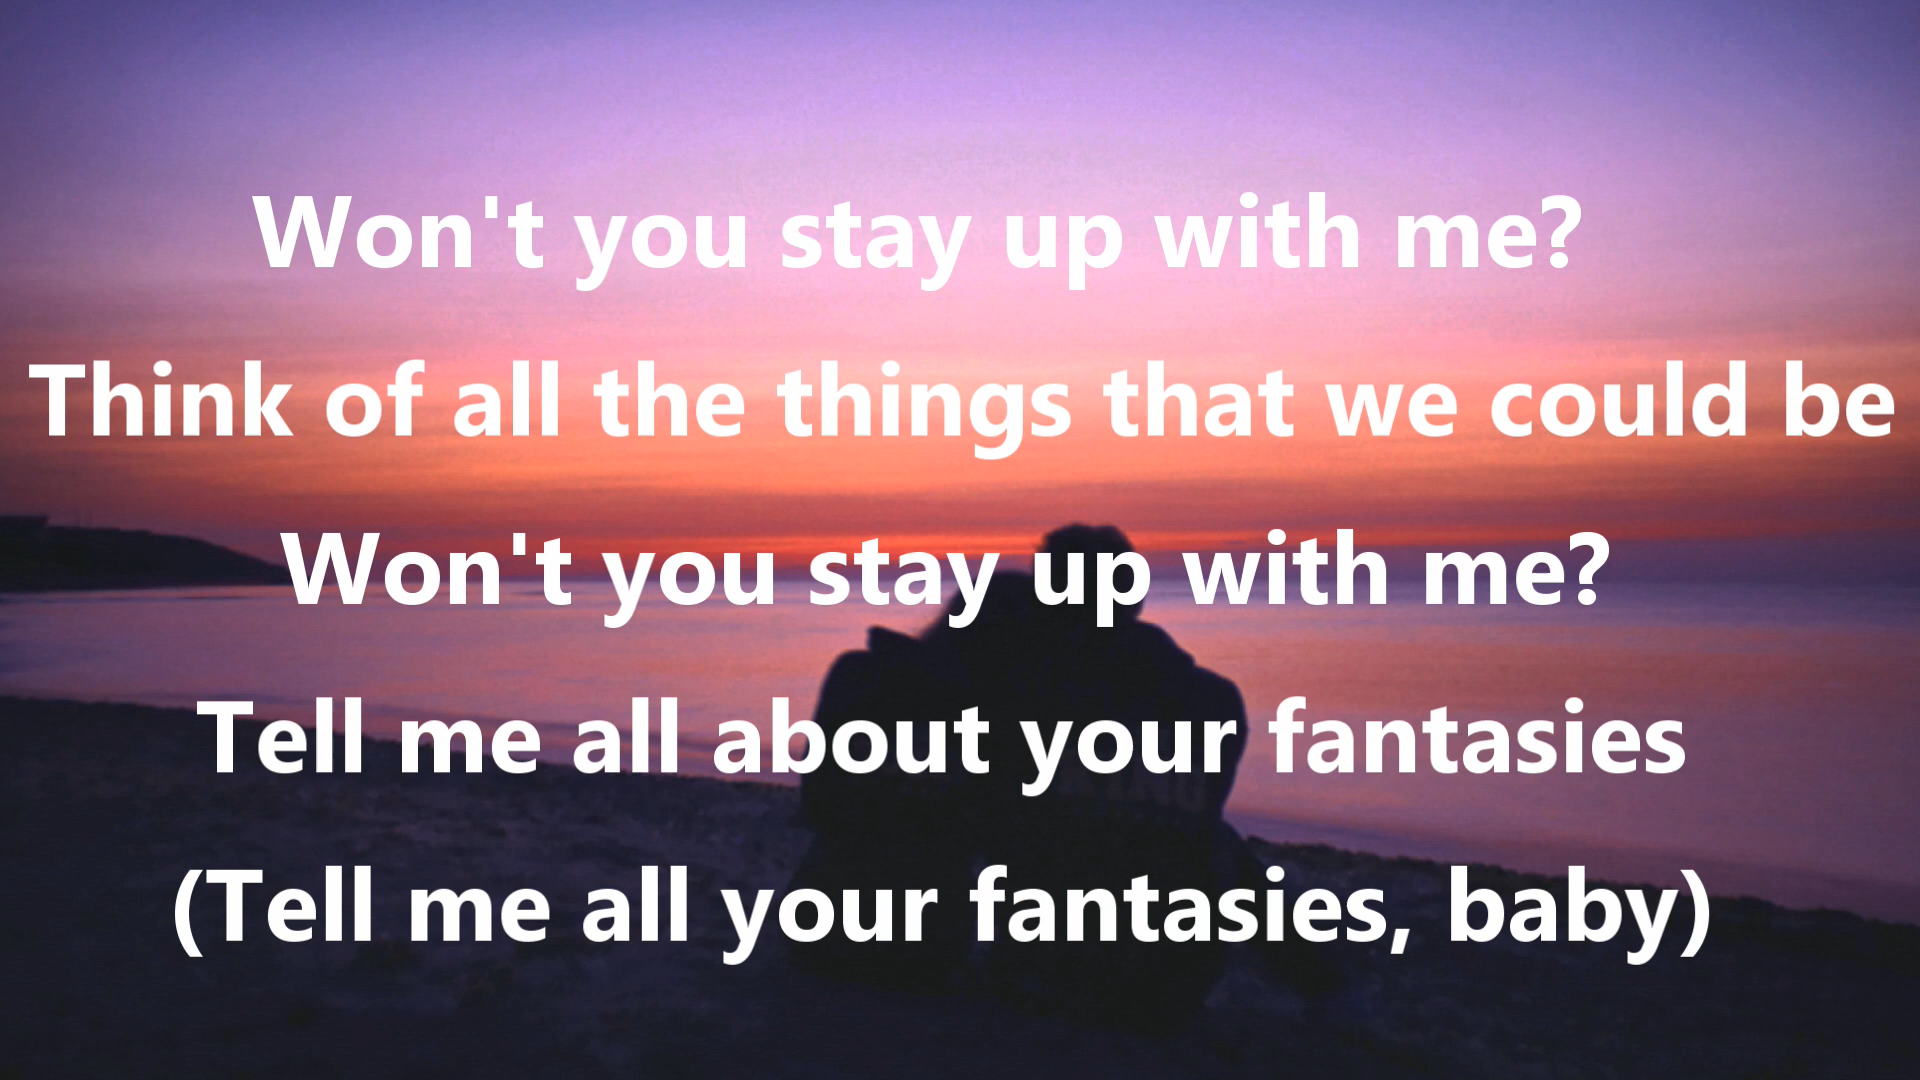 Won't you stay up with me?
Think of all the things that we could be
Won't you stay up with me?
Tell me all about your fantasies
(Tell me all your fantasies, baby)